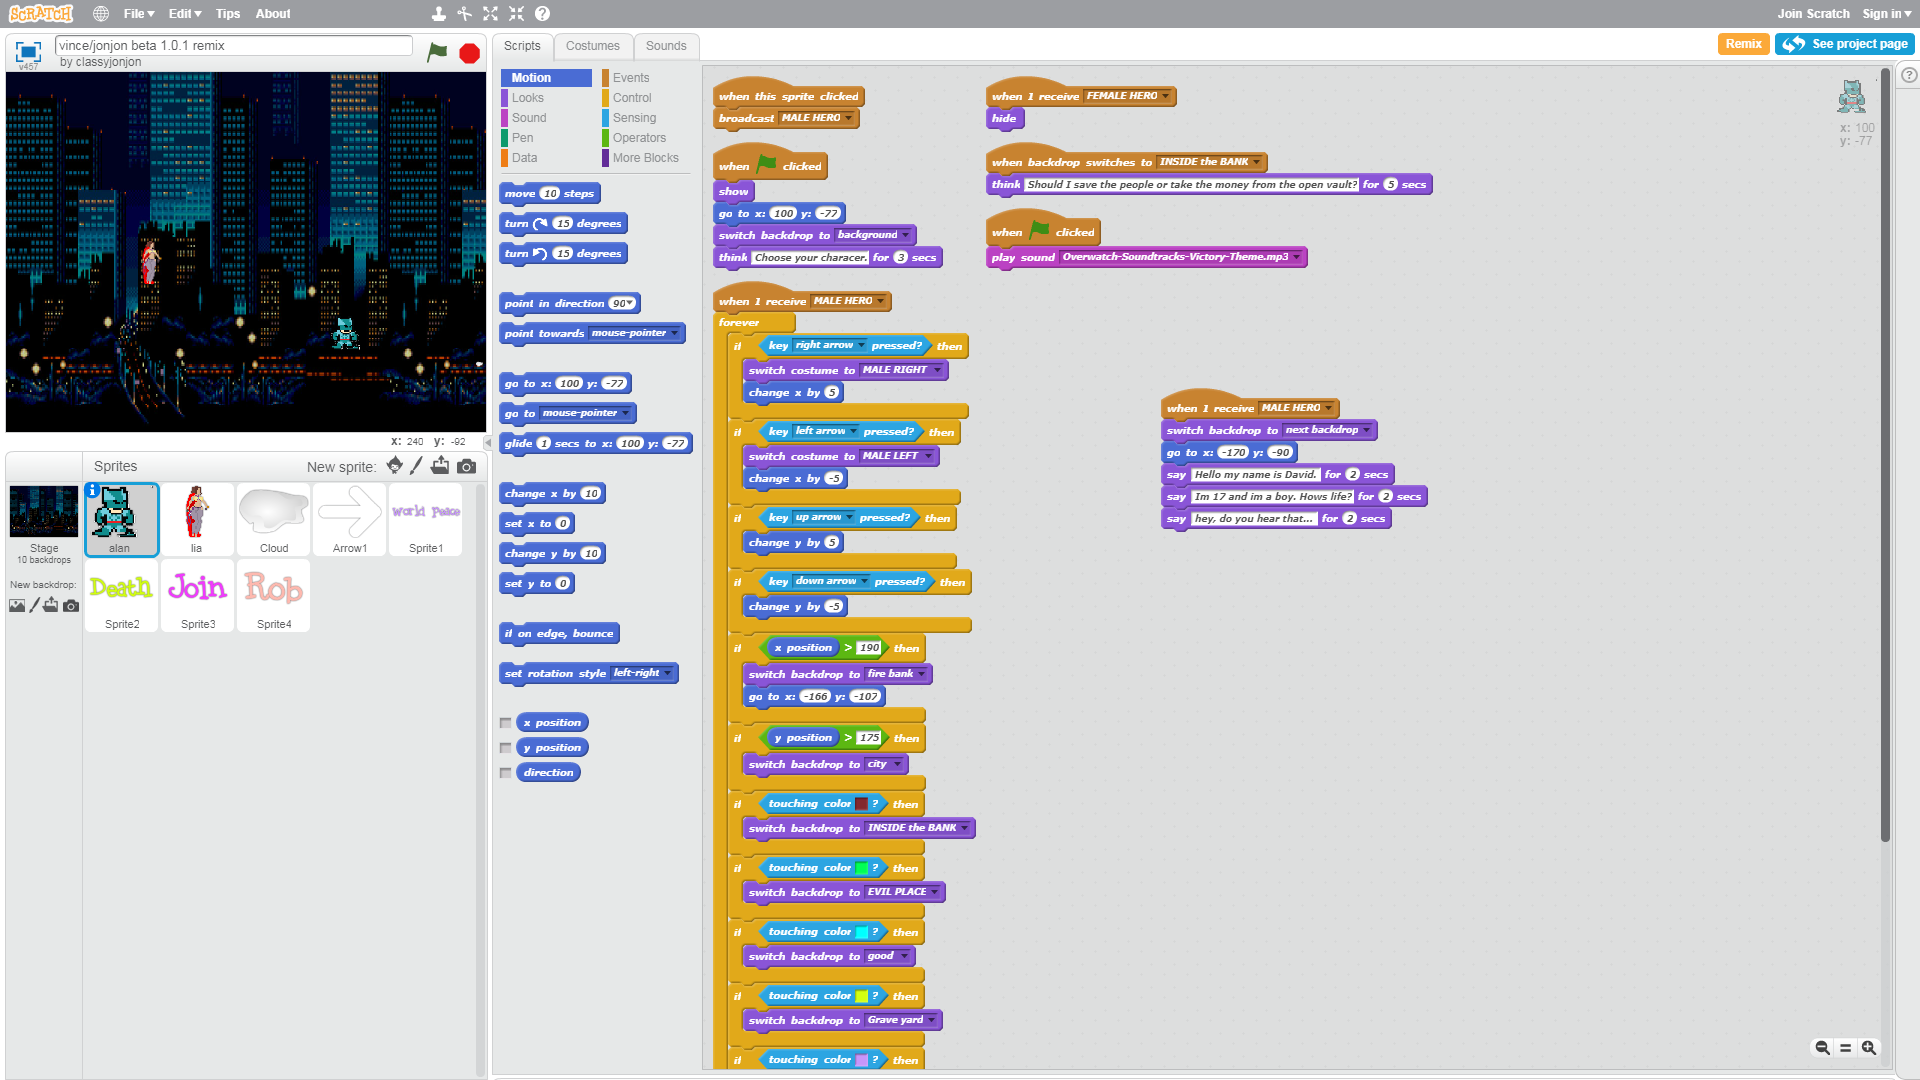 SCRATCH File Edit Tips About Join Scratch Sign in
vince/jonjon beta 1.0.1 remix
by classyjonjon
v457
Scripts Costumes Sounds
Remix See project page
Motion Events
Looks Control
Sound Sensing
Pen Operators
Data More Blocks
move 10 steps
turn 15 degrees
turn 15 degrees
point in direction 90
point towards mouse-pointer
go to x: 100 y: -77
go to mouse-pointer
glide 1 secs to x: 100 y: -77
change x by 10
set x to 0
change y by 10
set y to 0
if on edge, bounce
set rotation style left-right
x position
y position
direction
when this sprite clicked
broadcast MALE HERO
when clicked
show
go to x: 100 y: -77
switch backdrop to background
think Choose your characer. for 3 secs
when I receive MALE HERO
forever
if key right arrow pressed? then
switch costume to MALE RIGHT
change x by 5
if key left arrow pressed? then
switch costume to MALE LEFT
change x by -5
if key up arrow pressed? then
change y by 5
if key down arrow pressed? then
change y by -5
if x position > 190 then
switch backdrop to fire bank
go to x: -166 y: -107
if y position > 175 then
switch backdrop to city
if touching color ? then
switch backdrop to INSIDE the BANK
if touching color ? then
switch backdrop to EVIL PLACE
if touching color ? then
switch backdrop to good
if touching color ? then
switch backdrop to Grave yard
if touching color ? then
when I receive FEMALE HERO
hide
when backdrop switches to INSIDE the BANK
think Should I save the people or take the money from the open vault? for 5 secs
when clicked
play sound Overwatch-Soundtracks-Victory-Theme.mp3
when I receive MALE HERO
switch backdrop to next backdrop
go to x: -170 y: -90
say Hello my name is David. for 2 secs
say Im 17 and im a boy. Hows life? for 2 secs
say hey, do you hear that... for 2 secs
x: 100
y: -77
x: 240 y: -92
Sprites New sprite:
Stage
10 backdrops
New backdrop:
World Peace
alan lia Cloud Arrow1 Sprite1
Death Join Rob
Sprite2 Sprite3 Sprite4